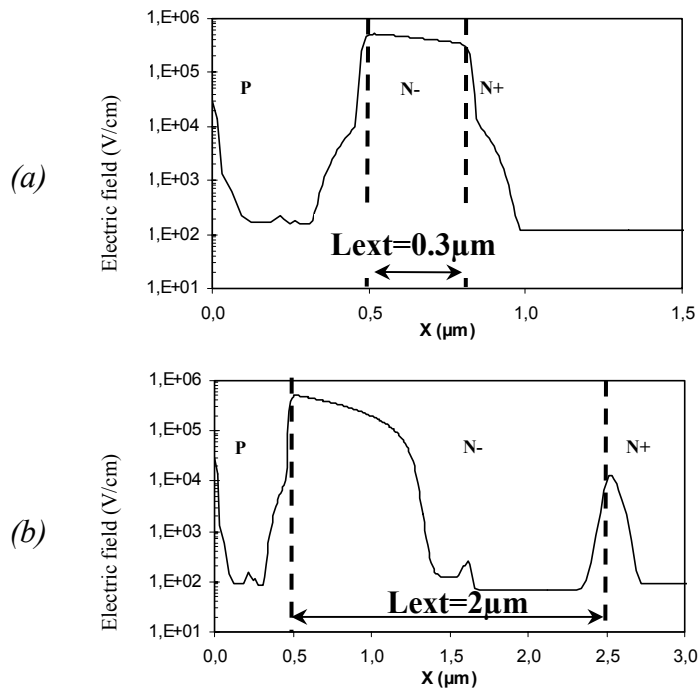 (a)
Electric field (V/cm)
1,E+06
1,E+05
1,E+04
1,E+03
1,E+02
1,E+01
P
N-
N+
Lext=0.3µm
0,0 0,5 1,0 1,5
X (µm)
(b)
Electric field (V/cm)
1,E+06
1,E+05
1,E+04
1,E+03
1,E+02
1,E+01
P
N-
N+
Lext=2µm
0,0 0,5 1,0 1,5 2,0 2,5 3,0
X (µm)